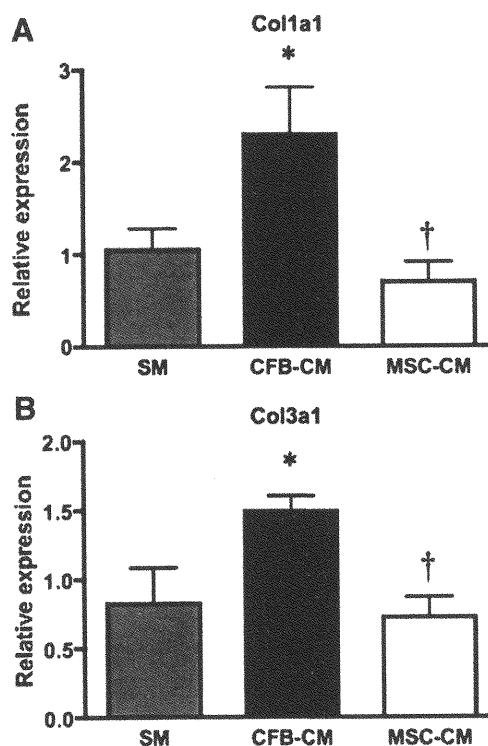 A
Col1a1
*
3
2
1
0
†
Relative expression
SM CFB-CM MSC-CM
B
Col3a1
*
2.0
1.5
1.0
0.5
0.0
†
Relative expression
SM CFB-CM MSC-CM